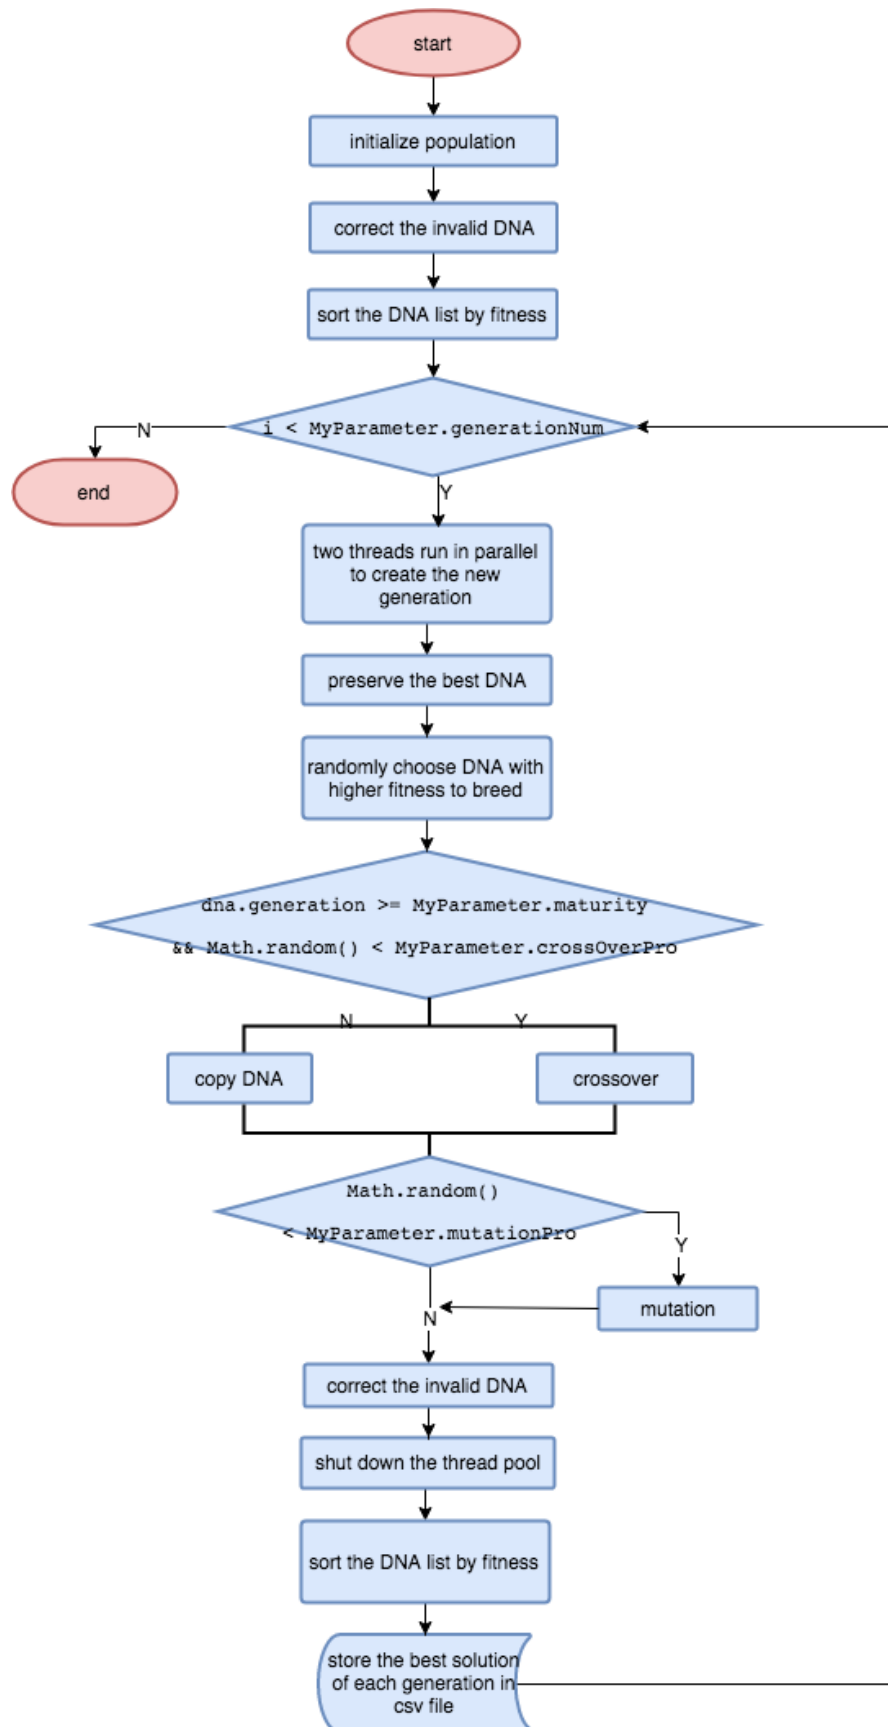 start
initialize population
correct the invalid DNA
sort the DNA list by fitness
i < MyParameter.generationNum
N
end
Y
two threads run in parallel
to create the new
generation
preserve the best DNA
randomly choose DNA with
higher fitness to breed
dna.generation >= MyParameter.maturity
&& Math.random() < MyParameter.crossOverPro
N
Y
copy DNA
crossover
Math.random()
< MyParameter.mutationPro
Y
mutation
N
correct the invalid DNA
shut down the thread pool
sort the DNA list by fitness
store the best solution
of each generation in
csv file